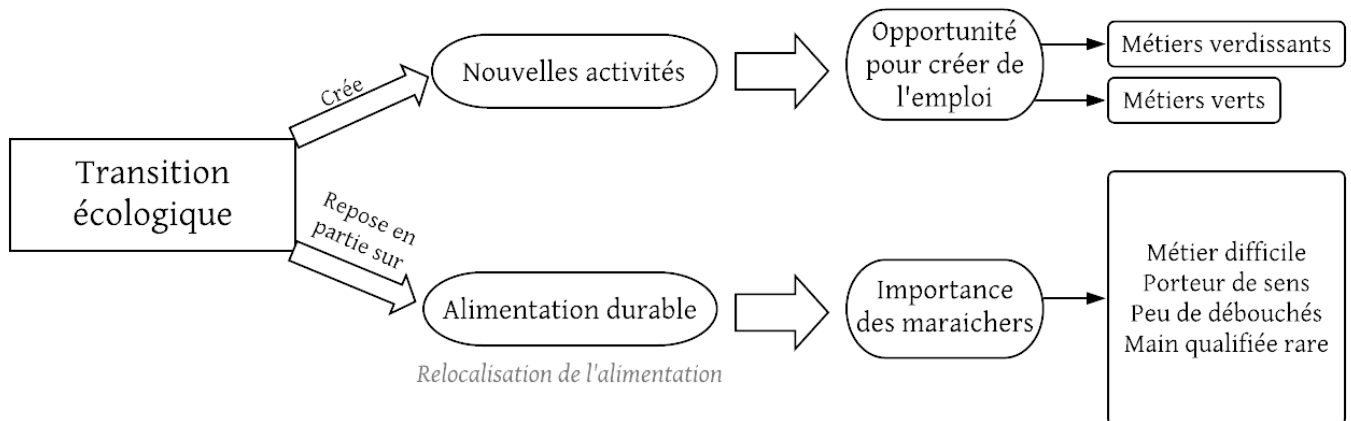 Transition
écologique
Crée
Nouvelles activités
Opportunité
pour créer de
l'emploi
Métiers verdissants
Métiers verts
Repose en
partie sur
Alimentation durable
Relocalisation de l'alimentation
Importance
des maraichers
Métier difficile
Porteur de sens
Peu de débouchés
Main qualifiée rare